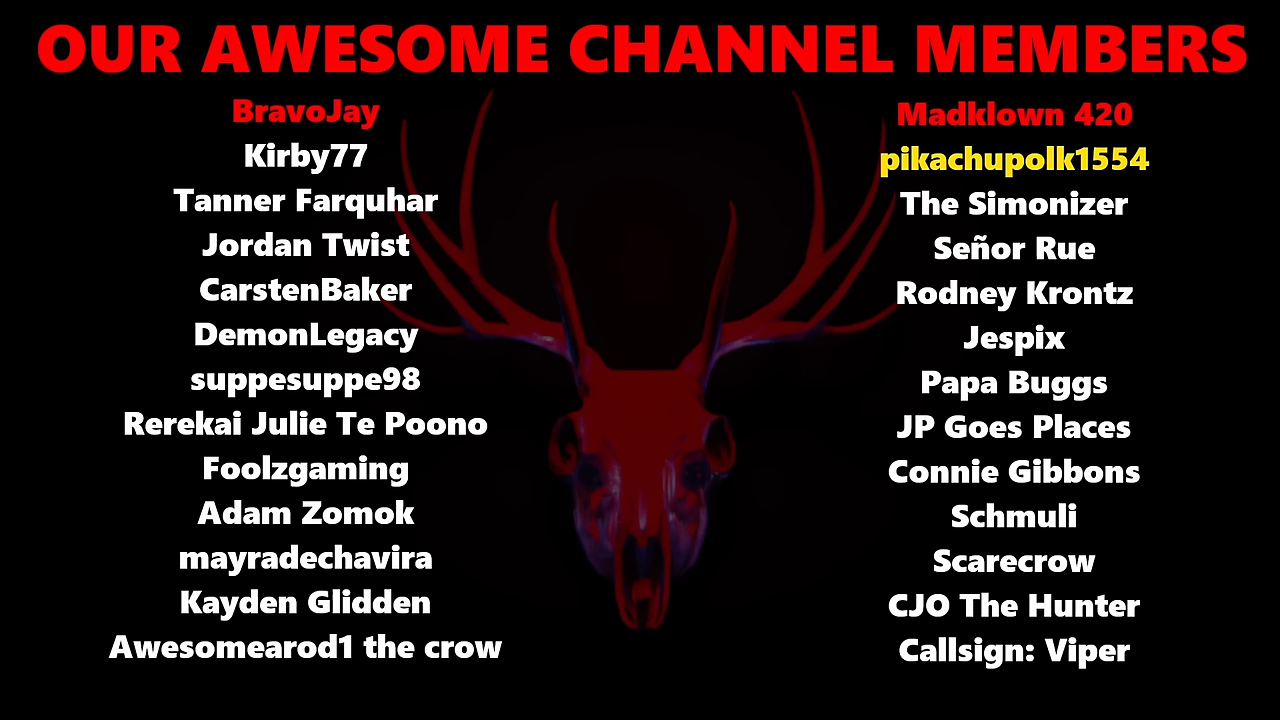 OUR AWESOME CHANNEL MEMBERS
BravoJay
Kirby77
Tanner Farquhar
Jordan Twist
CarstenBaker
DemonLegacy
suppesuppe98
Rerekai Julie Te Poono
Foolzgaming
Adam Zomok
mayradechavira
Kayden Glidden
Awesomearod1 the crow
Madklown 420
pikachupolk1554
The Simonizer
Señor Rue
Rodney Krontz
Jespix
Papa Buggs
JP Goes Places
Connie Gibbons
Schmuli
Scarecrow
CJO The Hunter
Callsign: Viper